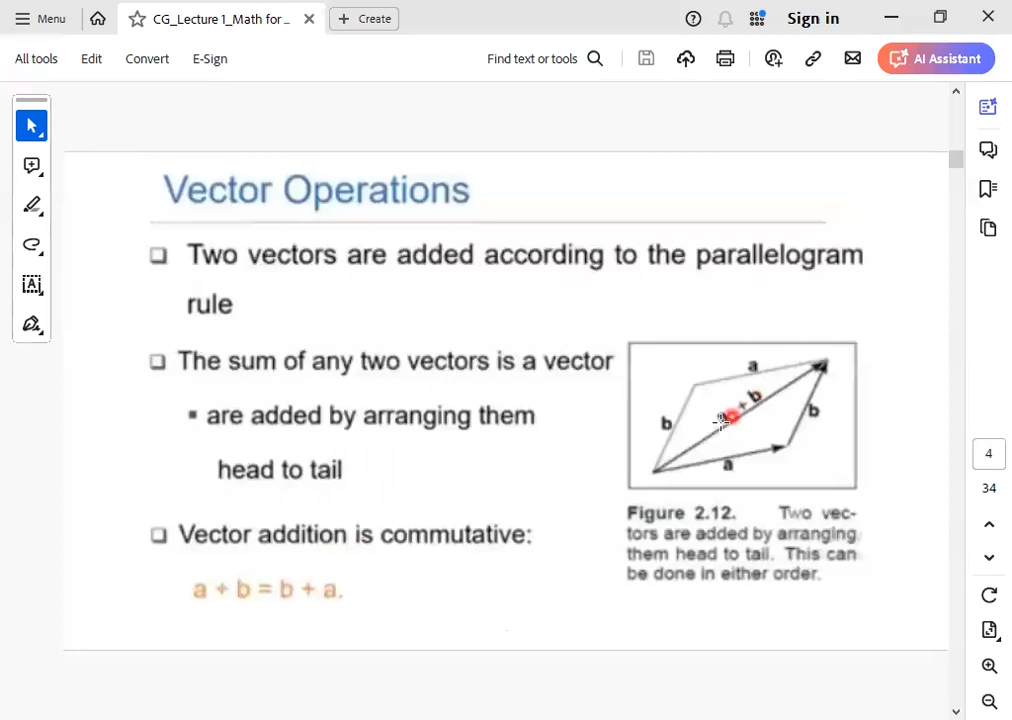 Menu
CG_Lecture 1_Math for ...
Create
Sign in
All tools
Edit
Convert
E-Sign
Find text or tools
AI Assistant
Vector Operations
Two vectors are added according to the parallelogram
rule
The sum of any two vectors is a vector
are added by arranging them
head to tail
Vector addition is commutative:
a + b = b + a.
a
+ b
b
b
a
Figure 2.12. Two vec-
tors are added by arranging
them head to tail. This can
be done in either order.
4
34